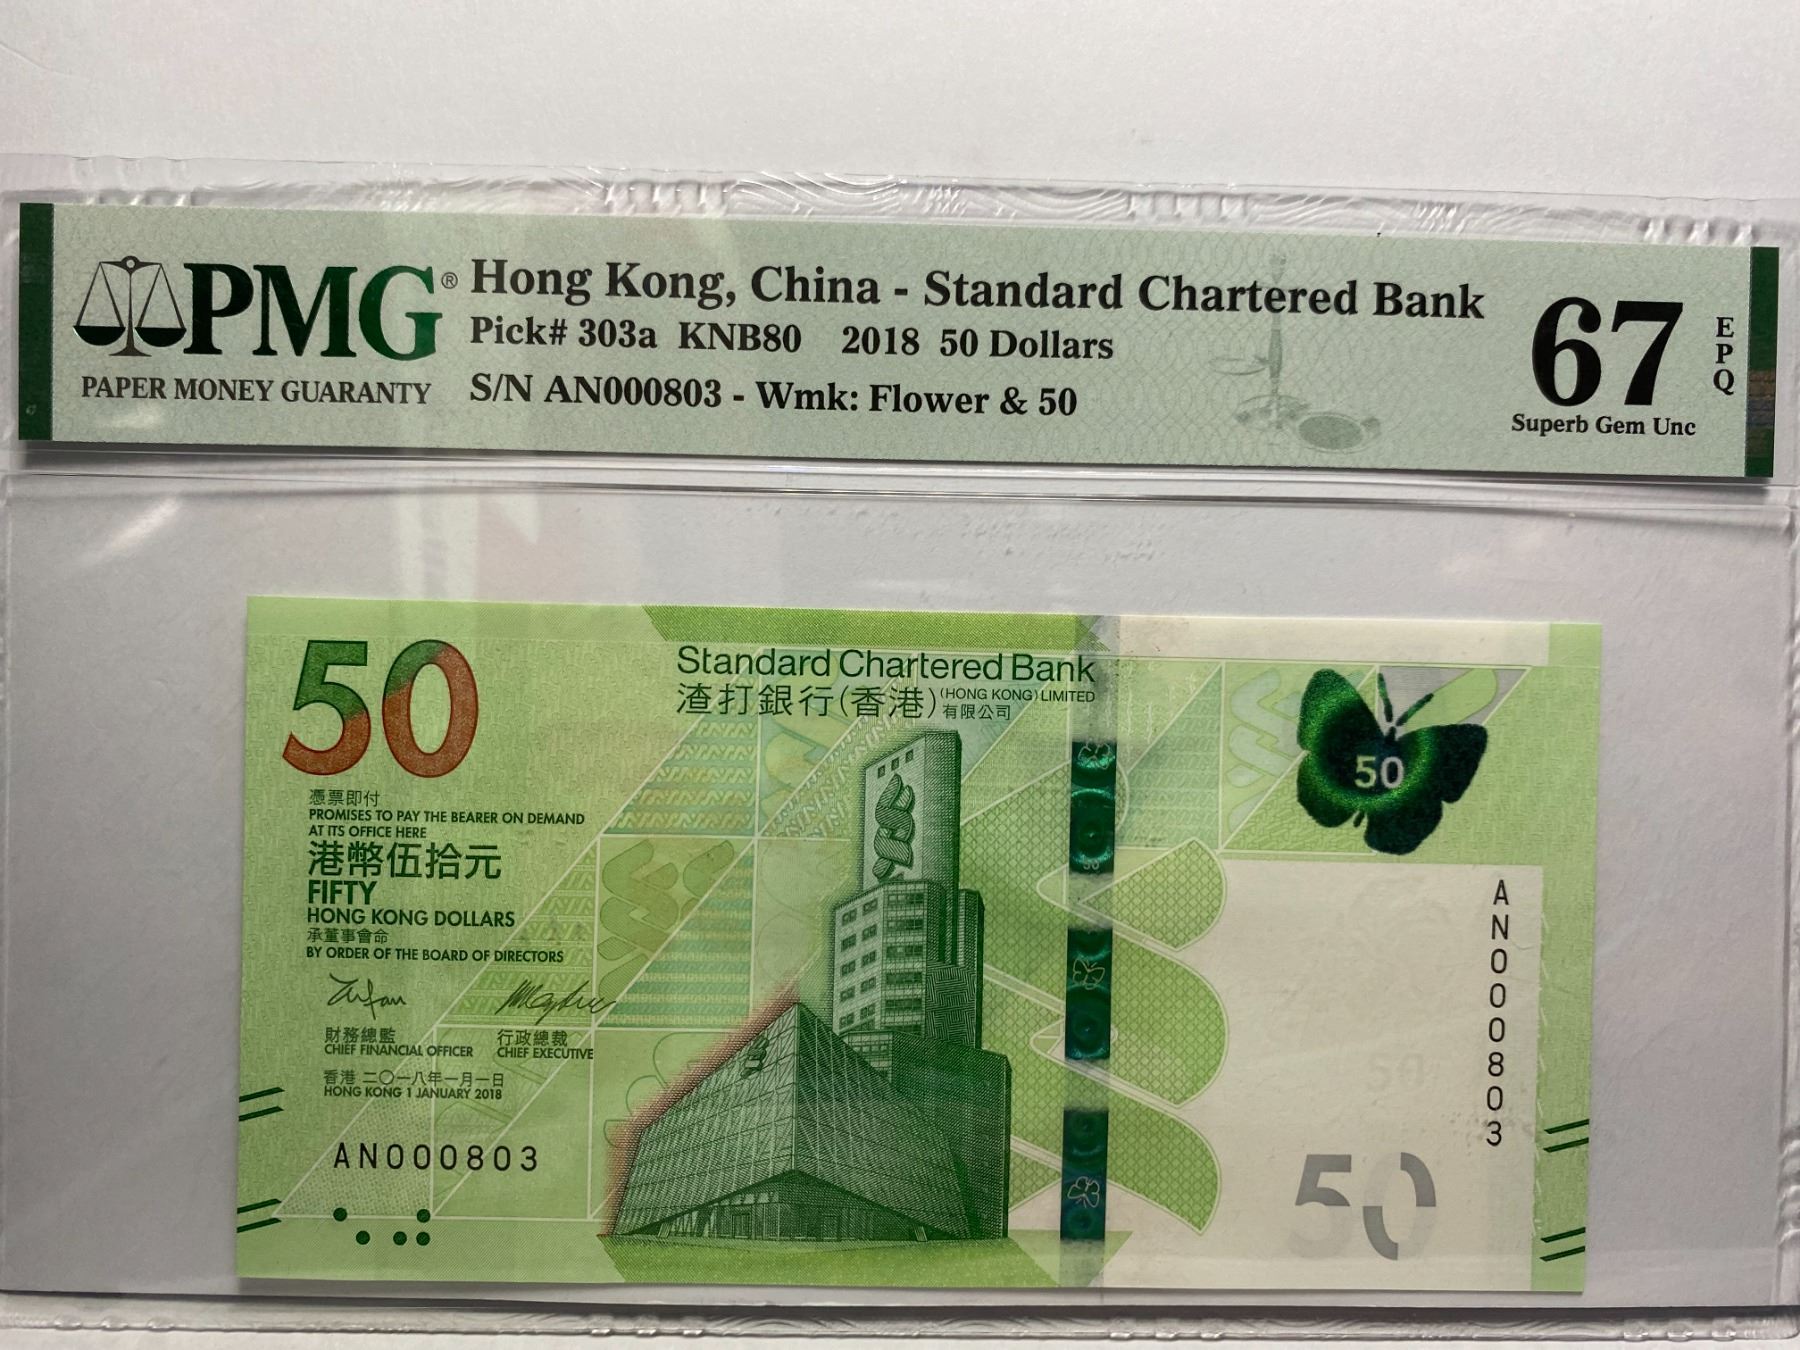 PMG®
PAPER MONEY GUARANTY
Hong Kong, China - Standard Chartered Bank
Pick# 303a KNB80 2018 50 Dollars
S/N AN000803 - Wmk: Flower & 50
67
EPQ
Superb Gem Unc
50
Standard Chartered Bank
(HONG KONG) LIMITED
渣打銀行(香港)有限公司
50
憑票即付
PROMISES TO PAY THE BEARER ON DEMAND
AT ITS OFFICE HERE
港幣伍拾元
FIFTY
HONG KONG DOLLARS
承董事會命
BY ORDER OF THE BOARD OF DIRECTORS
財務總監 行政總裁
CHIEF FINANCIAL OFFICER CHIEF EXECUTIVE
香港 二〇一八年一月一日
HONG KONG 1 JANUARY 2018
AN000803
50
AN000803
50
50